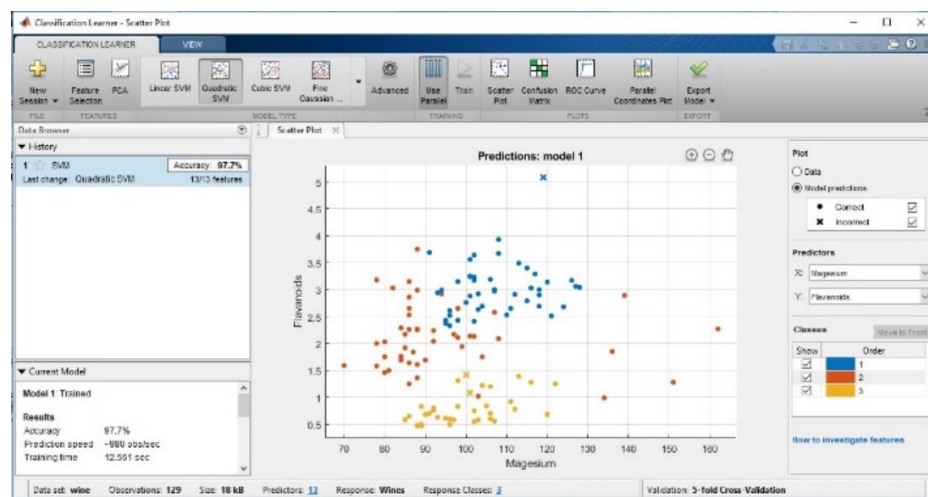 Classification Learner - Scatter Plot
CLASSIFICATION LEARNER
VIEW
New Session
Feature Selection
PCA
Linear SVM
Quadratic SVM
Cubic SVM
Fine Gaussian ...
Advanced
Use Parallel
Train
Scatter Plot
Confusion Matrix
ROC Curve
Parallel Coordinates Plot
Export Model
FILE
FEATURES
MODEL TYPE
TRAINING
PLOTS
EXPORT
Data Browser
Scatter Plot
History
1 SVM Accuracy: 97.7%
Last change: Quadratic SVM 13/13 features
Current Model
Model 1: Trained
Results
Accuracy 97.7%
Prediction speed ~980 obs/sec
Training time 12.561 sec
Predictions: model 1
5
4.5
4
3.5
3
2.5
2
1.5
1
0.5
Flavanoids
70 80 90 100 110 120 130 140 150 160
Magesium
Plot
Data
Model predictions
Correct
Incorrect
Predictors
X: Magesium
Y: Flavanoids
Classes
Move to Front
Show Order
1
2
3
How to investigate features
Data set: wine Observations: 129 Size: 18 kB Predictors: 13 Response: Wines Response Classes: 3 Validation: 5-fold Cross-Validation